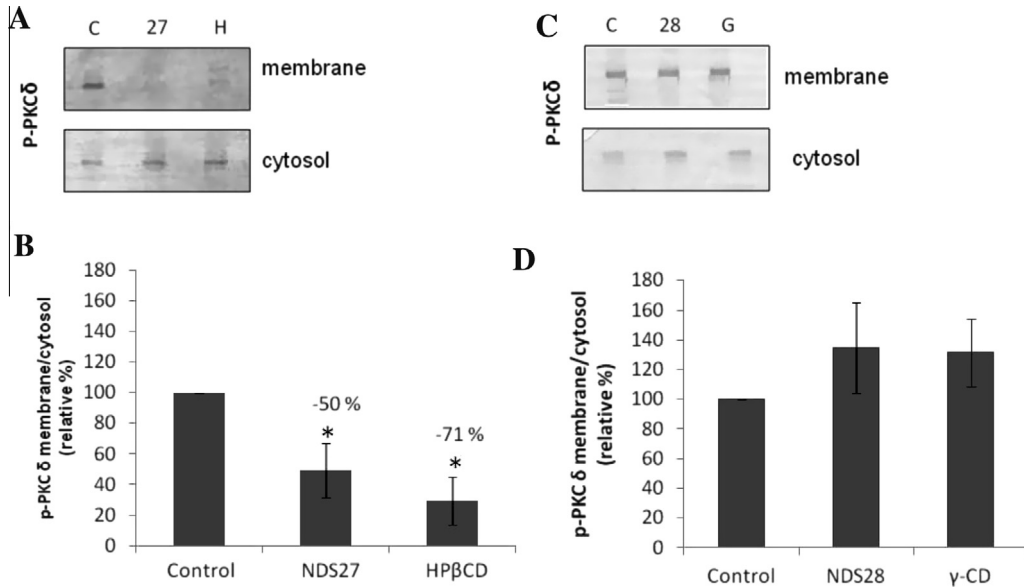 A
C 27 H
P-PKCδ
membrane
cytosol
B
p-PKC δ membrane/cytosol
(relative %)
180
160
140
120
100
80
60
40
20
0
-50 %
*
-71 %
*
Control NDS27 HPβCD
C
C 28 G
P-PKCδ
membrane
cytosol
D
p-PKC δ membrane/cytosol
(relative %)
180
160
140
120
100
80
60
40
20
0
Control NDS28 γ-CD